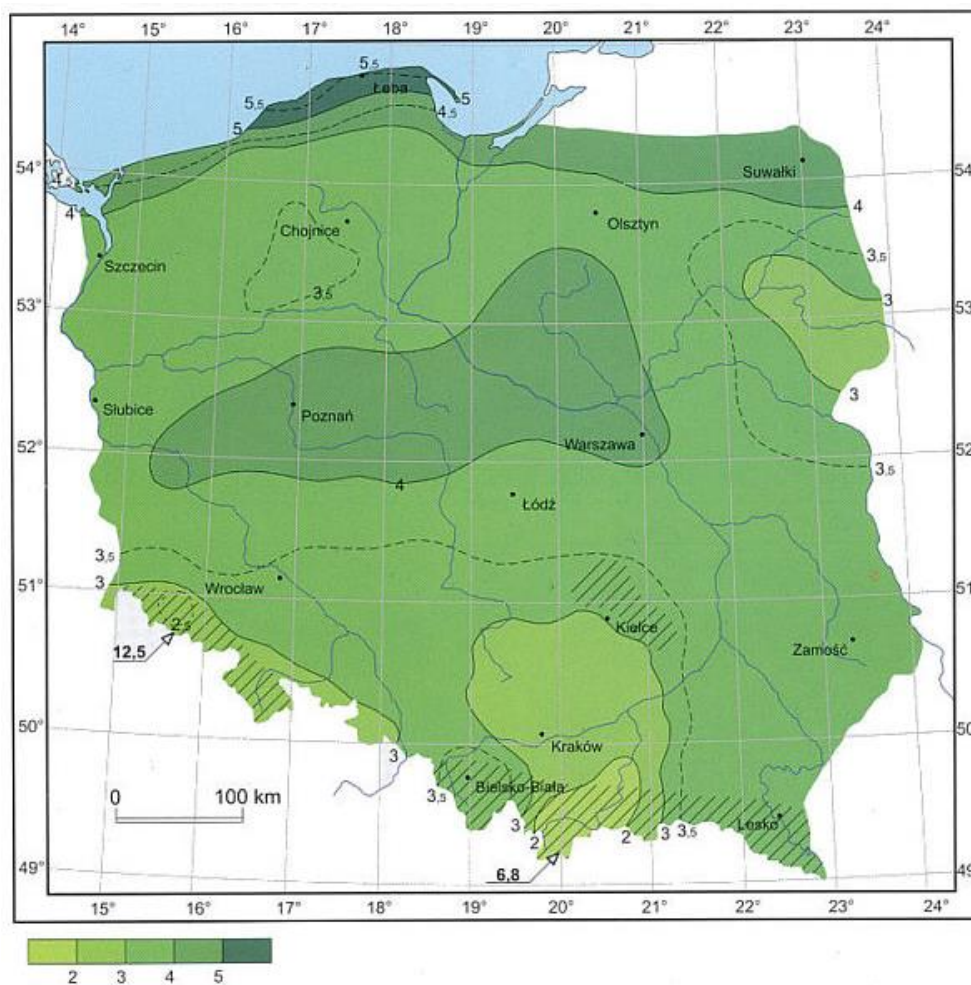 14° 15° 16° 17° 18° 19° 20° 21° 22° 23° 24°
5,5
Łeba
5,5
5
5
4,5
54°
4,5
54
Suwałki
4
4
Chojnice
Olsztyn
3,5
Szczecin
3,5
53°
3
53
3
Słubice
Poznań
52°
Warszawa
52
3,5
4
Łódź
3,5
51°
3
Wrocław
51
2,5
Kielce
12,5
Zamość
50°
3
Kraków
50
0 100 km
3,5
Bielsko-Biała
3
2
2
3
3,5
Lesko
49°
6,8
49
15° 16° 17° 18° 19° 20° 21° 22° 23° 24°
2 3 4 5